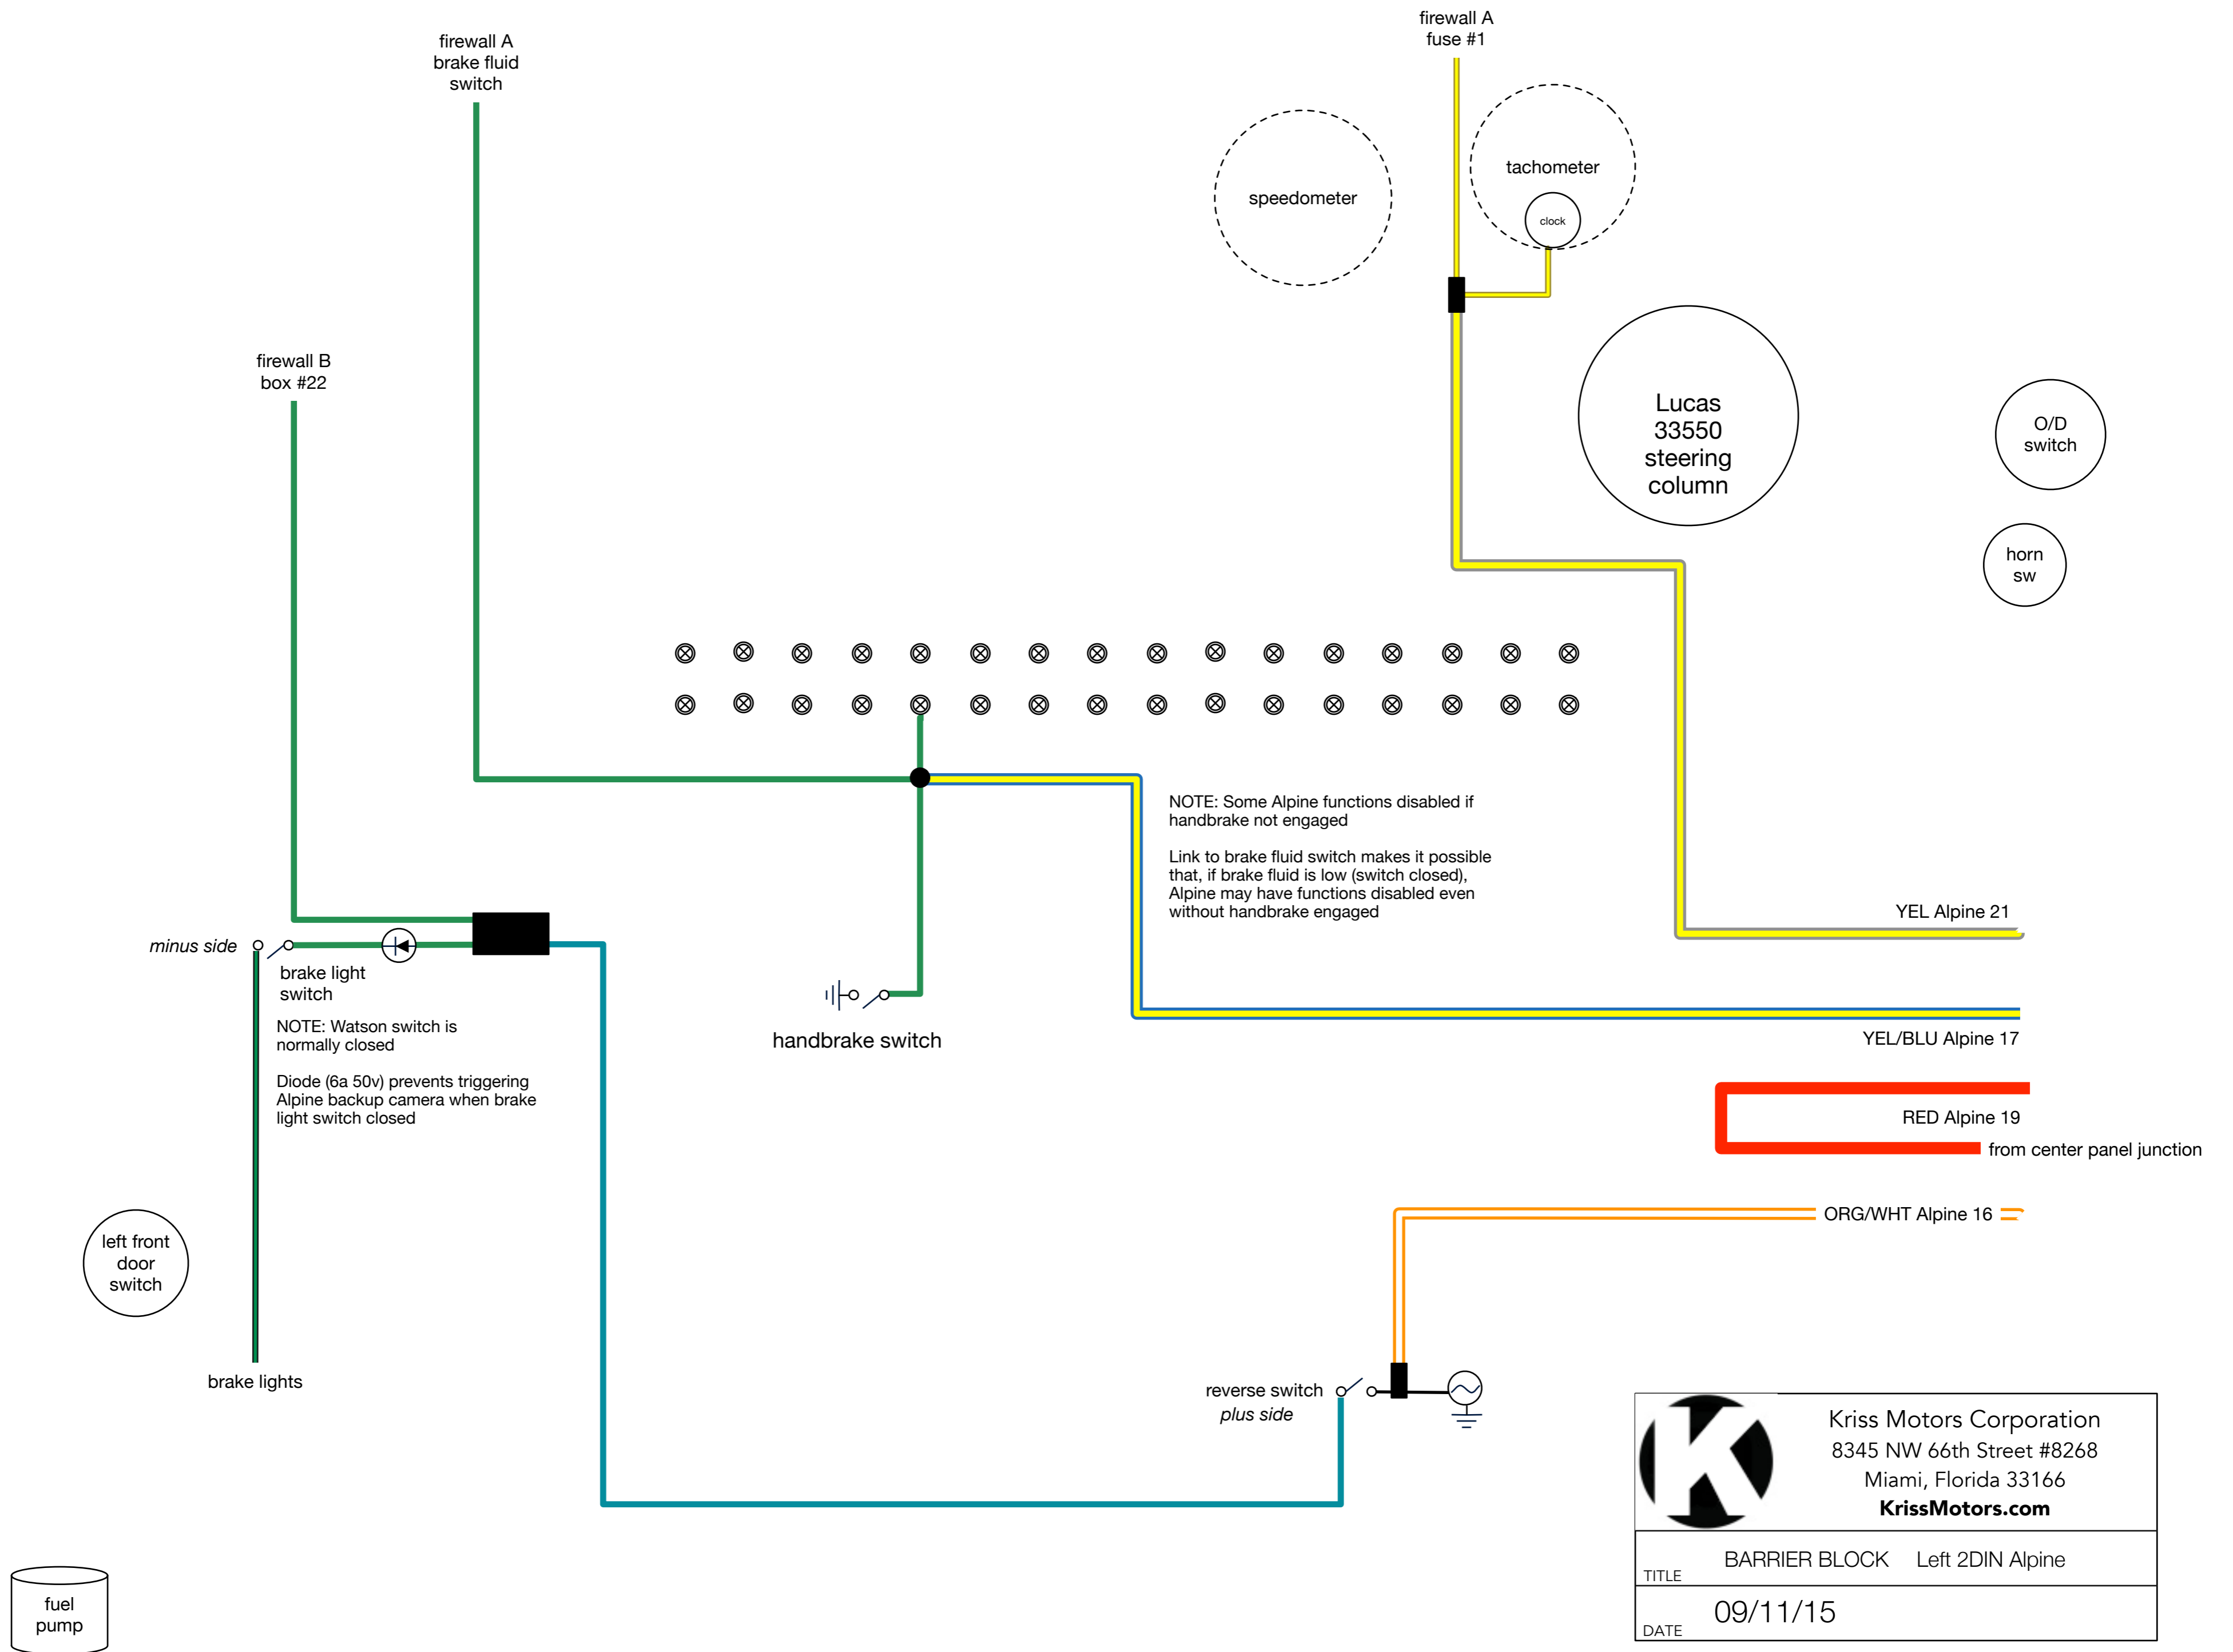 firewall A
fuse #1
firewall A
brake fluid
switch
tachometer
speedometer
clock
firewall B
box #22
Lucas
33550
steering
column
O/D
switch
horn
sw
NOTE: Some Alpine functions disabled if
handbrake not engaged
Link to brake fluid switch makes it possible
that, if brake fluid is low (switch closed),
Alpine may have functions disabled even
without handbrake engaged
YEL Alpine 21
minus side
brake light
switch
NOTE: Watson switch is
normally closed
Diode (6a 50v) prevents triggering
Alpine backup camera when brake
light switch closed
handbrake switch
YEL/BLU Alpine 17
RED Alpine 19
from center panel junction
ORG/WHT Alpine 16
left front
door
switch
brake lights
reverse switch
plus side
fuel
pump
K
Kriss Motors Corporation
8345 NW 66th Street #8268
Miami, Florida 33166
KrissMotors.com
TITLE BARRIER BLOCK Left 2DIN Alpine
DATE 09/11/15